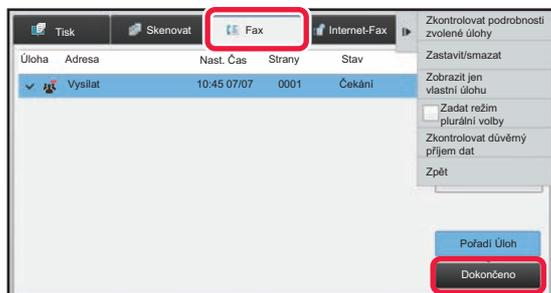 Tisk
Skenovat
Fax
Internet-Fax
Úloha Adresa Nast. Čas Strany Stav
Vysílat 10:45 07/07 0001 Čekání
Zkontrolovat podrobnosti
zvolené úlohy
Zastavit/smazat
Zobrazit jen
vlastní úlohu
Zadat režim
plurální volby
Zkontrolovat důvěrný
příjem dat
Zpět
Pořadí Úloh
Dokončeno